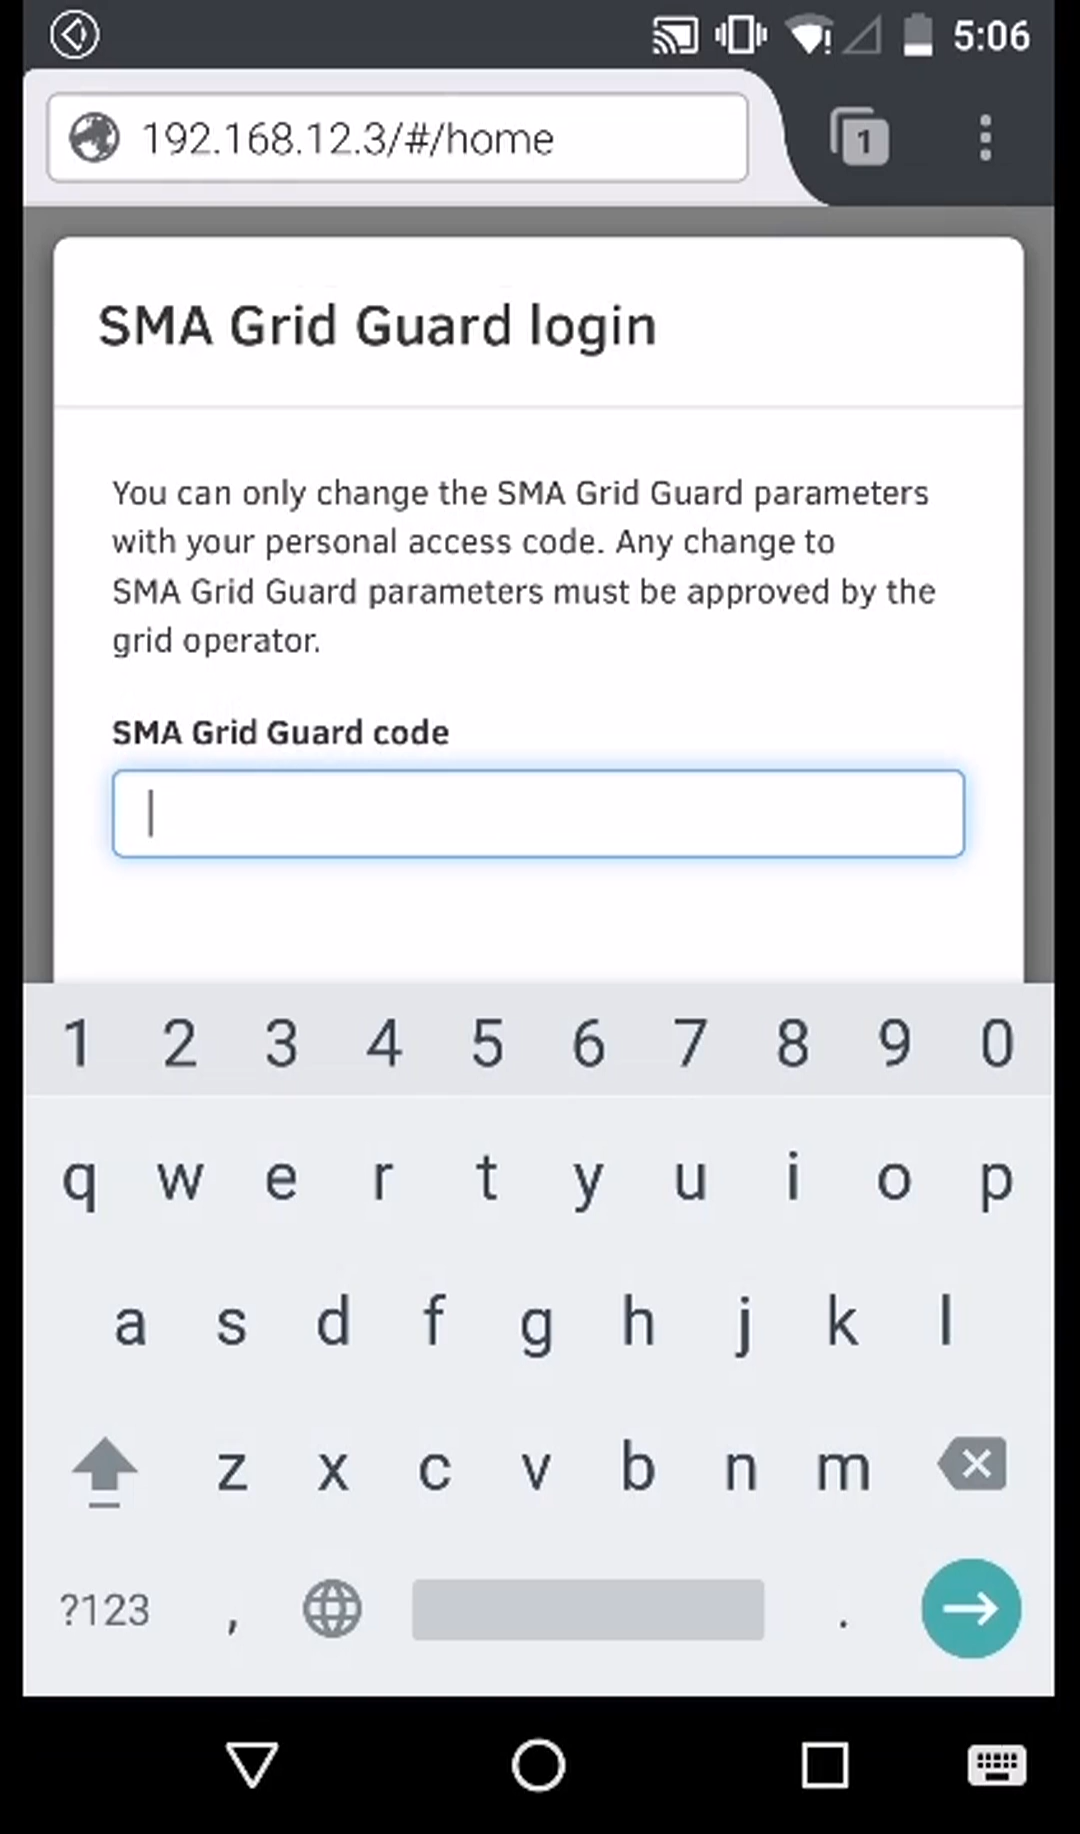 5:06
192.168.12.3/#/home
1
SMA Grid Guard login
You can only change the SMA Grid Guard parameters
with your personal access code. Any change to
SMA Grid Guard parameters must be approved by the
grid operator.
SMA Grid Guard code
1 2 3 4 5 6 7 8 9 0
q w e r t y u i o p
a s d f g h j k l
z x c v b n m
?123 , .